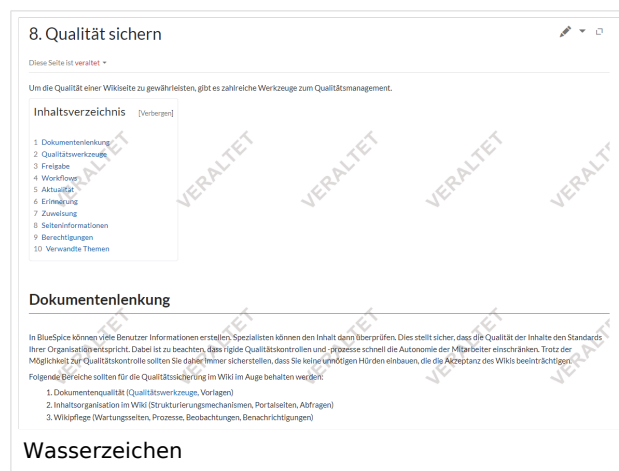 8. Qualität sichern
Diese Seite ist veraltet
Um die Qualität einer Wikiseite zu gewährleisten, gibt es zahlreiche Werkzeuge zum Qualitätsmanagement.
Inhaltsverzeichnis [Verbergen]
1 Dokumentenlenkung
2 Qualitätswerkzeuge
3 Freigabe
4 Workflows
5 Aktualität
6 Erinnerung
7 Zuweisung
8 Seiteninformationen
9 Berechtigungen
10 Verwandte Themen
VERALTET VERALTET VERALTET VERALTET VERALTET
Dokumentenlenkung
In BlueSpice können viele Benutzer Informationen erstellen. Spezialisten können den Inhalt dann überprüfen. Dies stellt sicher, dass die Qualität der Inhalte den Standards
Ihrer Organisation entspricht. Dabei ist zu beachten, dass rigide Qualitätskontrollen und -prozesse schnell die Autonomie der Mitarbeiter einschränken. Trotz der
Möglichkeit zur Qualitätskontrolle sollten Sie daher immer sicherstellen, dass Sie keine unnötigen Hürden einbauen, die die Akzeptanz des Wikis beeinträchtigen.
Folgende Bereiche sollten für die Qualitätssicherung im Wiki im Auge behalten werden:
1. Dokumentenqualität (Qualitätswerkzeuge, Vorlagen)
2. Inhaltsorganisation im Wiki (Strukturierungsmechanismen, Portalseiten, Abfragen)
3. Wikipflege (Wartungsseiten, Prozesse, Beobachtungen, Benachrichtigungen)
VERALTET VERALTET VERALTET VERALTET VERALTET
Wasserzeichen